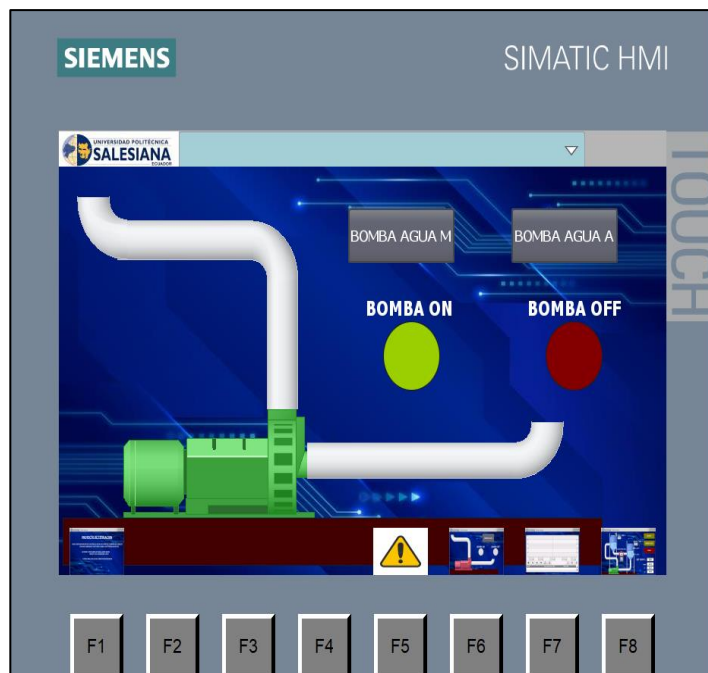 SIEMENS
SIMATIC HMI
TOUCH
UNIVERSIDAD POLITÉCNICA
SALESIANA
ECUADOR
BOMBA AGUA M
BOMBA AGUA A
BOMBA ON
BOMBA OFF
F1
F2
F3
F4
F5
F6
F7
F8